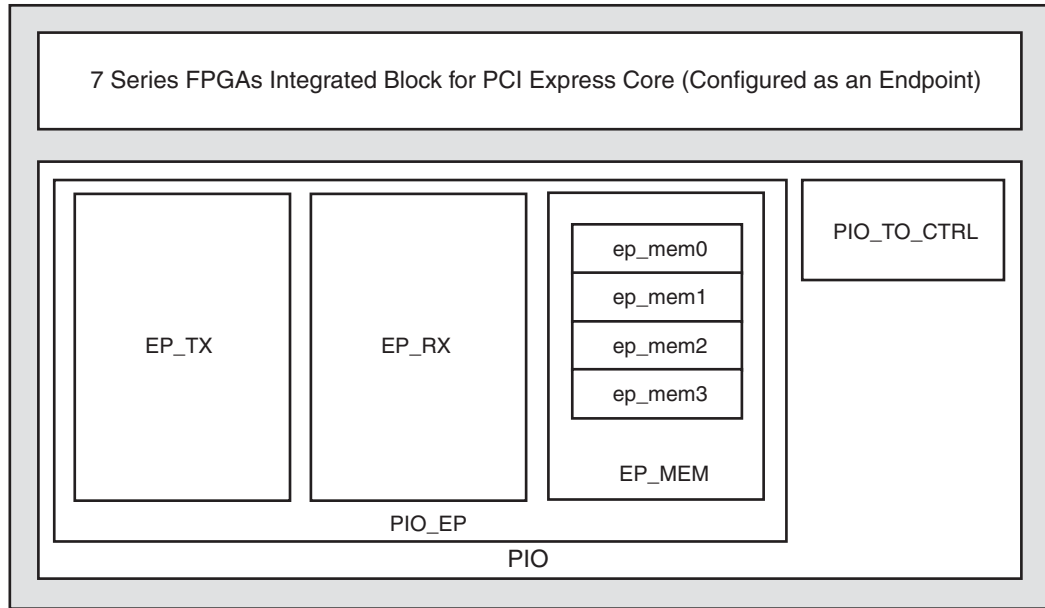 7 Series FPGAs Integrated Block for PCI Express Core (Configured as an Endpoint)
EP_TX
EP_RX
ep_mem0
ep_mem1
ep_mem2
ep_mem3
EP_MEM
PIO_TO_CTRL
PIO_EP
PIO